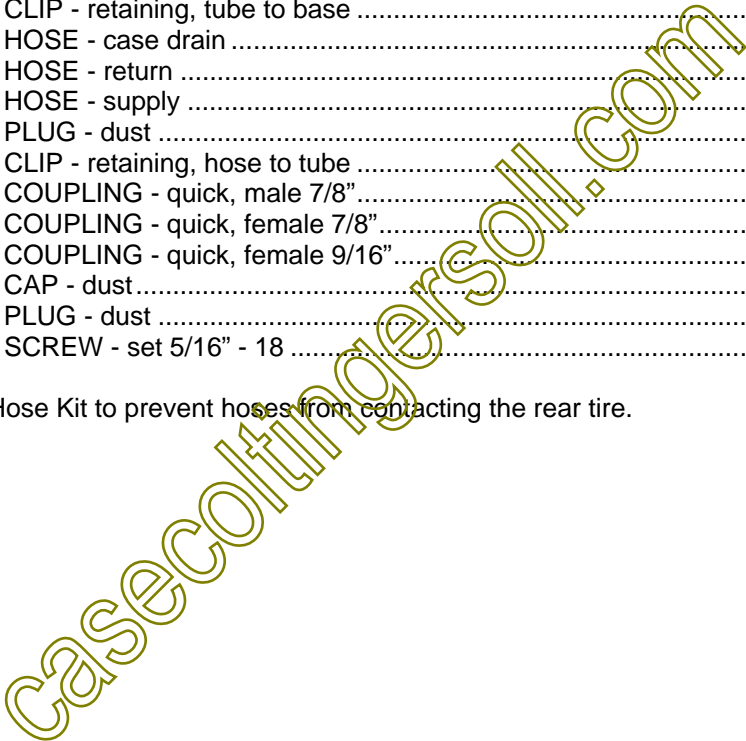 CLIP - retaining, tube to base ..........................................................................
HOSE - case drain ..........................................................................
HOSE - return ..........................................................................
HOSE - supply ..........................................................................
PLUG - dust ..........................................................................
CLIP - retaining, hose to tube ..........................................................................
COUPLING - quick, male 7/8”..........................................................................
COUPLING - quick, female 7/8”..........................................................................
COUPLING - quick, female 9/16”..........................................................................
CAP - dust..........................................................................
PLUG - dust ..........................................................................
SCREW - set 5/16” - 18 ..........................................................................
Hose Kit to prevent hoses from contacting the rear tire.
casecoltingersoll.com